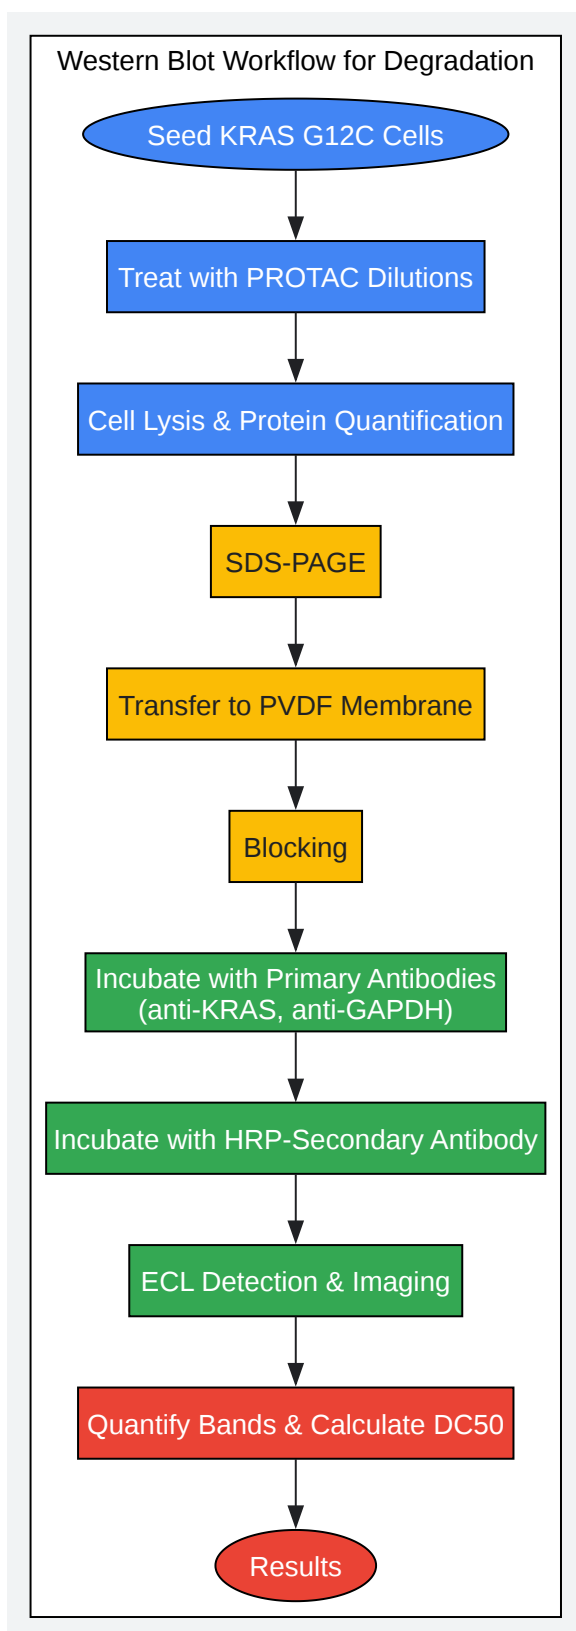 Western Blot Workflow for Degradation
Seed KRAS G12C Cells
Treat with PROTAC Dilutions
Cell Lysis & Protein Quantification
SDS-PAGE
Transfer to PVDF Membrane
Blocking
Incubate with Primary Antibodies
(anti-KRAS, anti-GAPDH)
Incubate with HRP-Secondary Antibody
ECL Detection & Imaging
Quantify Bands & Calculate DC50
Results